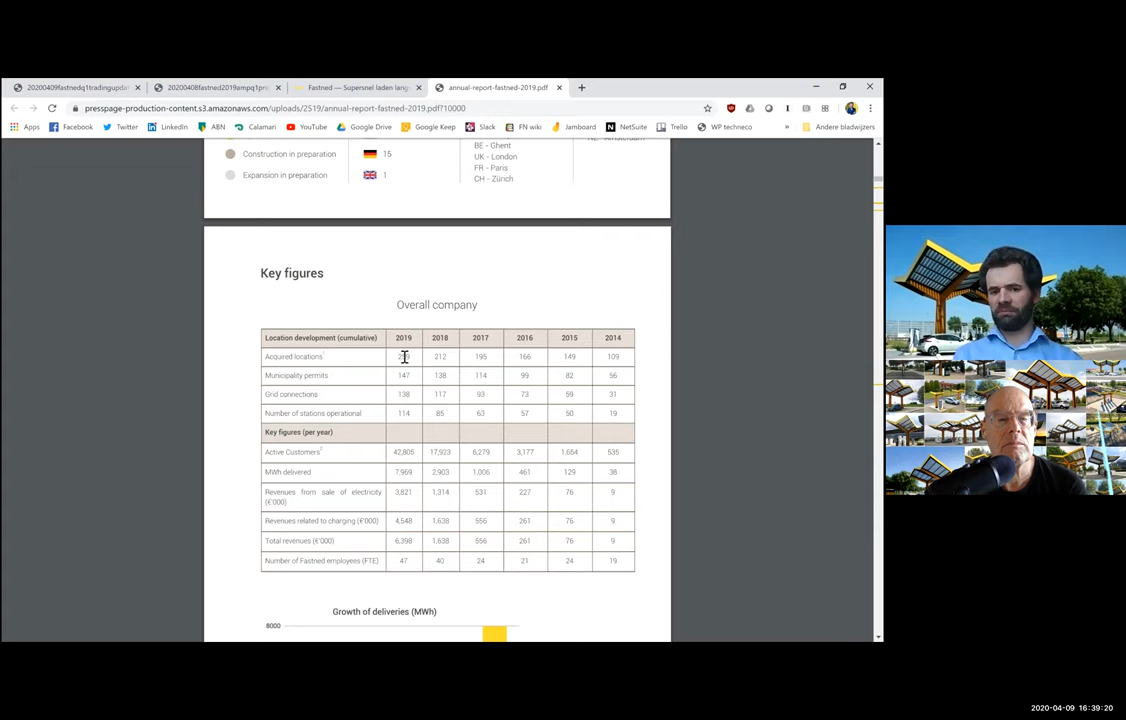 20200409fastnedq1tradingupdat
20200408fastned2019ampq1pre
Fastned — Supersnel laden lang
annual-report-fastned-2019.pdf
presspage-production-content.s3.amazonaws.com/uploads/2519/annual-report-fastned-2019.pdf?10000
Apps Facebook Twitter LinkedIn ABN Calamari YouTube Google Drive Google Keep Slack FN wiki Jamboard NetSuite Trello WP techneco » Andere bladwijzers
BE - Ghent
Construction in preparation 15 UK - London
FR - Paris
Expansion in preparation 1 CH - Zürich
Key figures
Overall company
Location development (cumulative) 2019 2018 2017 2016 2015 2014
Acquired locations 212 195 166 149 109
Municipality permits 147 138 114 99 82 56
Grid connections 138 117 93 73 59 31
Number of stations operational 114 85 63 57 50 19
Key figures (per year)
Active Customers 42,805 17,923 6,279 3,177 1,654 535
MWh delivered 7,969 2,903 1,006 461 129 38
Revenues from sale of electricity (€'000) 3,821 1,314 531 227 76 9
Revenues related to charging (€'000) 4,548 1,638 556 261 76 9
Total revenues (€'000) 6,398 1,638 556 261 76 9
Number of Fastned employees (FTE) 47 40 24 21 24 19
Growth of deliveries (MWh)
8000
2020-04-09 16:39:20